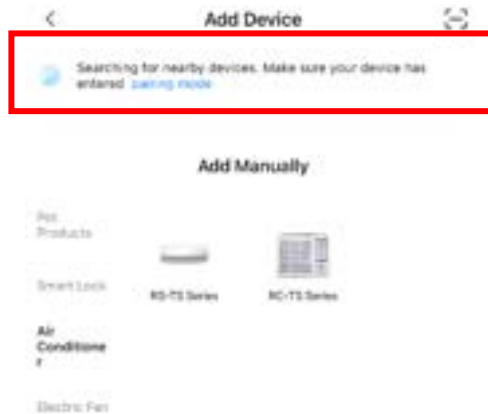 Add Device
Searching for nearby devices. Make sure your device has
entered pairing mode
Add Manually
Pet
Products
Smart Lock
RS-TS Series
RC-TS Series
Air
Conditione
r
Electric Fan